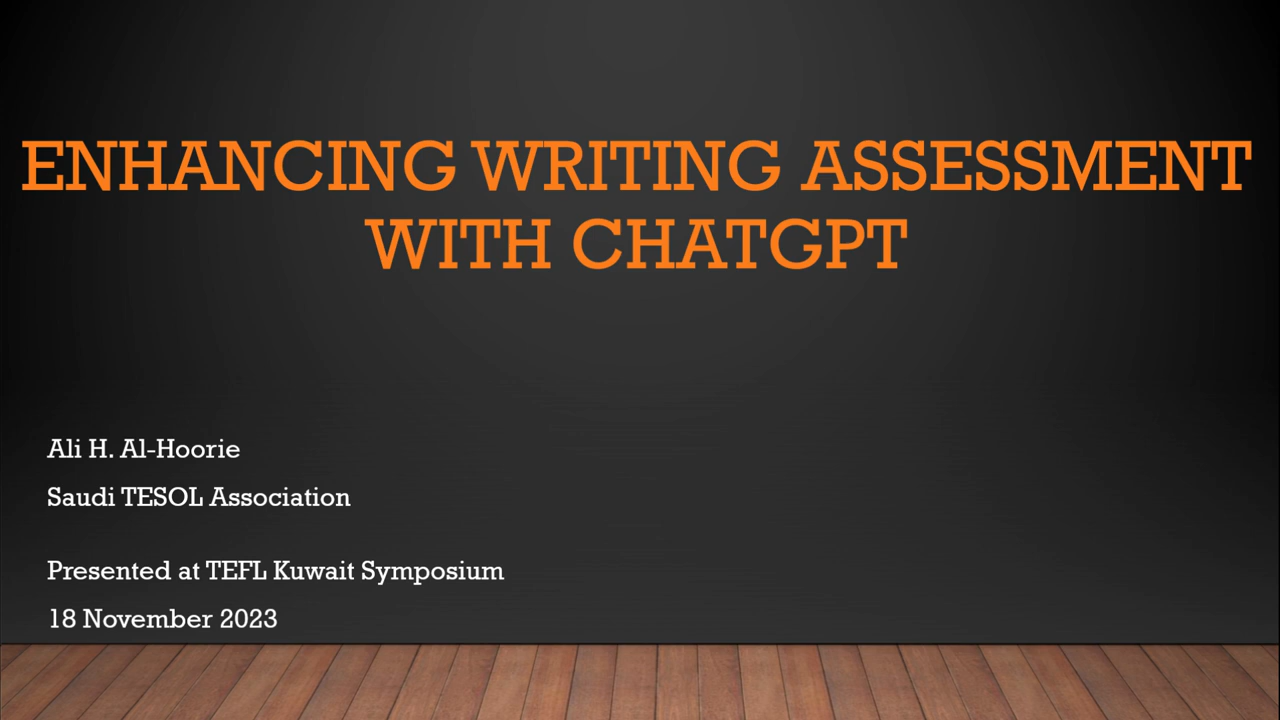 ENHANCING WRITING ASSESSMENT
WITH CHATGPT
Ali H. Al-Hoorie
Saudi TESOL Association
Presented at TEFL Kuwait Symposium
18 November 2023